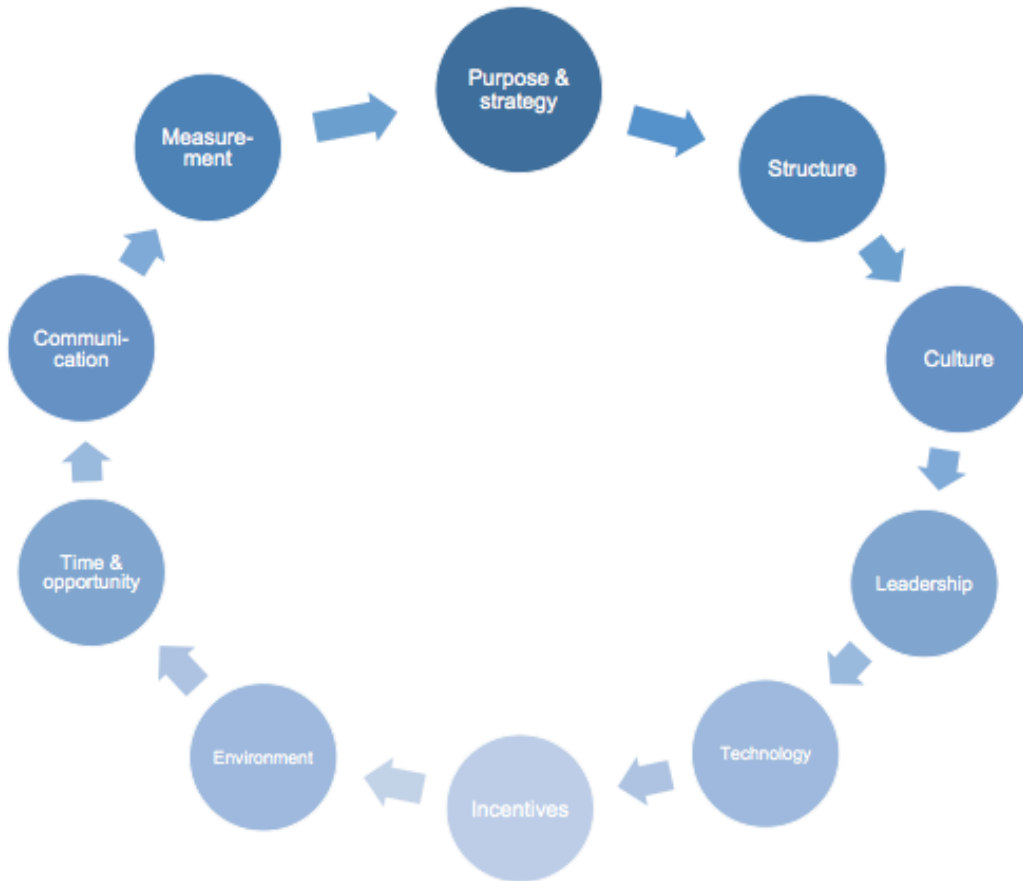 Purpose &
strategy
Structure
Culture
Leadership
Technology
Incentives
Environment
Time &
opportunity
Communi-
cation
Measure-
ment